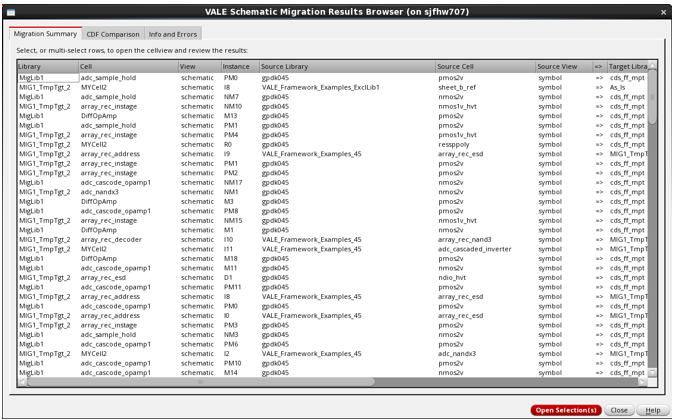 VALE Schematic Migration Results Browser (on sjfhw707)
Migration Summary CDF Comparison Info and Errors
Select, or multi-select rows, to open the cellview and review the results:
Library Cell View Instance Source Library Source Cell Source View => Target Libra
MigLib1 adc_sample_hold schematic PM0 gpdk045 pmos2v symbol => cds_ff_mpt
MIG1_TmpTgt_2 MYCell2 schematic I8 VALE_Framework_Examples_ExclLib1 sheet_b_ref symbol => As_Is
MigLib1 adc_sample_hold schematic NM7 gpdk045 nmos2v symbol => cds_ff_mpt
MIG1_TmpTgt_2 array_rec_instage schematic NM10 gpdk045 nmos1v_hvt symbol => cds_ff_mpt
MigLib1 DiffOpAmp schematic M13 gpdk045 pmos2v symbol => cds_ff_mpt
MigLib1 adc_sample_hold schematic PM1 gpdk045 pmos2v symbol => cds_ff_mpt
MIG1_TmpTgt_2 array_rec_instage schematic PM4 gpdk045 pmos1v_hvt symbol => cds_ff_mpt
MIG1_TmpTgt_2 MYCell2 schematic R0 gpdk045 ressppoly symbol => cds_ff_mpt
MIG1_TmpTgt_2 array_rec_address schematic I9 VALE_Framework_Examples_45 array_rec_esd symbol => MIG1_TmpT
MIG1_TmpTgt_2 array_rec_instage schematic PM1 gpdk045 pmos2v symbol => cds_ff_mpt
MIG1_TmpTgt_2 array_rec_instage schematic PM2 gpdk045 pmos2v symbol => cds_ff_mpt
MigLib1 adc_cascode_opamp1 schematic NM17 gpdk045 nmos2v symbol => cds_ff_mpt
MIG1_TmpTgt_2 adc_nandx3 schematic NM1 gpdk045 nmos2v symbol => cds_ff_mpt
MigLib1 DiffOpAmp schematic M3 gpdk045 pmos2v symbol => cds_ff_mpt
MigLib1 adc_cascode_opamp1 schematic PM8 gpdk045 pmos2v symbol => cds_ff_mpt
MIG1_TmpTgt_2 array_rec_instage schematic NM15 gpdk045 nmos1v_hvt symbol => cds_ff_mpt
MigLib1 DiffOpAmp schematic M1 gpdk045 nmos2v symbol => cds_ff_mpt
MIG1_TmpTgt_2 array_rec_decoder schematic I10 VALE_Framework_Examples_45 array_rec_nand3 symbol => MIG1_TmpT
MIG1_TmpTgt_2 MYCell2 schematic I11 VALE_Framework_Examples_45 adc_cascaded_inverter symbol => MIG1_TmpT
MigLib1 DiffOpAmp schematic M18 gpdk045 pmos2v symbol => cds_ff_mpt
MigLib1 adc_cascode_opamp1 schematic M11 gpdk045 nmos2v symbol => cds_ff_mpt
MIG1_TmpTgt_2 array_rec_esd schematic D1 gpdk045 ndio_hvt symbol => cds_ff_mpt
MigLib1 adc_cascode_opamp1 schematic PM11 gpdk045 pmos2v symbol => cds_ff_mpt
MIG1_TmpTgt_2 array_rec_address schematic I8 VALE_Framework_Examples_45 array_rec_esd symbol => MIG1_TmpT
MigLib1 adc_cascode_opamp1 schematic PM0 gpdk045 pmos2v symbol => cds_ff_mpt
MIG1_TmpTgt_2 array_rec_address schematic I0 VALE_Framework_Examples_45 array_rec_esd symbol => MIG1_TmpT
MIG1_TmpTgt_2 array_rec_instage schematic PM3 gpdk045 pmos2v symbol => cds_ff_mpt
MigLib1 adc_sample_hold schematic NM3 gpdk045 nmos2v symbol => cds_ff_mpt
MigLib1 adc_cascode_opamp1 schematic PM6 gpdk045 pmos2v symbol => cds_ff_mpt
MIG1_TmpTgt_2 MYCell2 schematic I2 VALE_Framework_Examples_45 adc_nandx3 symbol => MIG1_TmpT
MigLib1 adc_cascode_opamp1 schematic PM10 gpdk045 pmos2v symbol => cds_ff_mpt
MigLib1 adc_cascode_opamp1 schematic M14 gpdk045 nmos2v symbol => cds_ff_mpt
Open Selection(s) Close Help